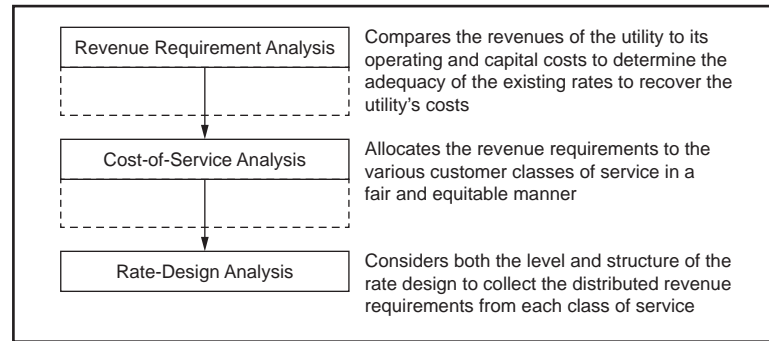 Revenue Requirement Analysis
Compares the revenues of the utility to its
operating and capital costs to determine the
adequacy of the existing rates to recover the
utility’s costs
Cost-of-Service Analysis
Allocates the revenue requirements to the
various customer classes of service in a
fair and equitable manner
Rate-Design Analysis
Considers both the level and structure of the
rate design to collect the distributed revenue
requirements from each class of service